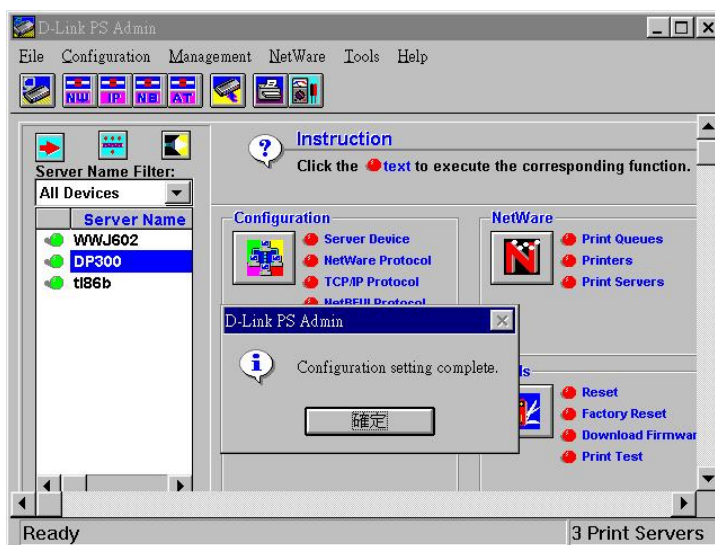 D-Link PS Admin
File Configuration Management NetWare Tools Help
NW IP NB AT
Instruction
Click the text to execute the corresponding function.
Server Name Filter:
All Devices
Server Name
WWJ602
DP300
tl86b
Configuration
Server Device
NetWare Protocol
TCP/IP Protocol
NetBEUI Protocol
NetWare
Print Queues
Printers
Print Servers
D-Link PS Admin
Configuration setting complete.
確定
ls
Reset
Factory Reset
Download Firmwar
Print Test
Ready
3 Print Servers